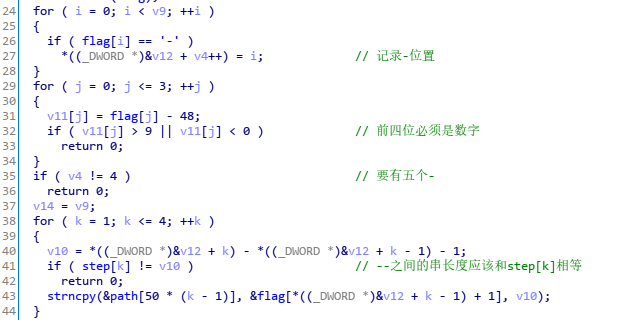 24 for ( i = 0; i < v9; ++i )
25 {
26 if ( flag[i] == '-' )
27 *((_DWORD *)&v12 + v4++) = i; // 记录-位置
28 }
29 for ( j = 0; j <= 3; ++j )
30 {
31 v11[j] = flag[j] - 48;
32 if ( v11[j] > 9 || v11[j] < 0 ) // 前四位必须是数字
33 return 0;
34 }
35 if ( v4 != 4 ) // 要有五个-
36 return 0;
37 v14 = v9;
38 for ( k = 1; k <= 4; ++k )
39 {
40 v10 = *((_DWORD *)&v12 + k) - *((_DWORD *)&v12 + k - 1) - 1;
41 if ( step[k] != v10 ) // --之间的串长度应该和step[k]相等
42 return 0;
43 strncpy(&path[50 * (k - 1)], &flag[*((_DWORD *)&v12 + k - 1) + 1], v10);
44 }